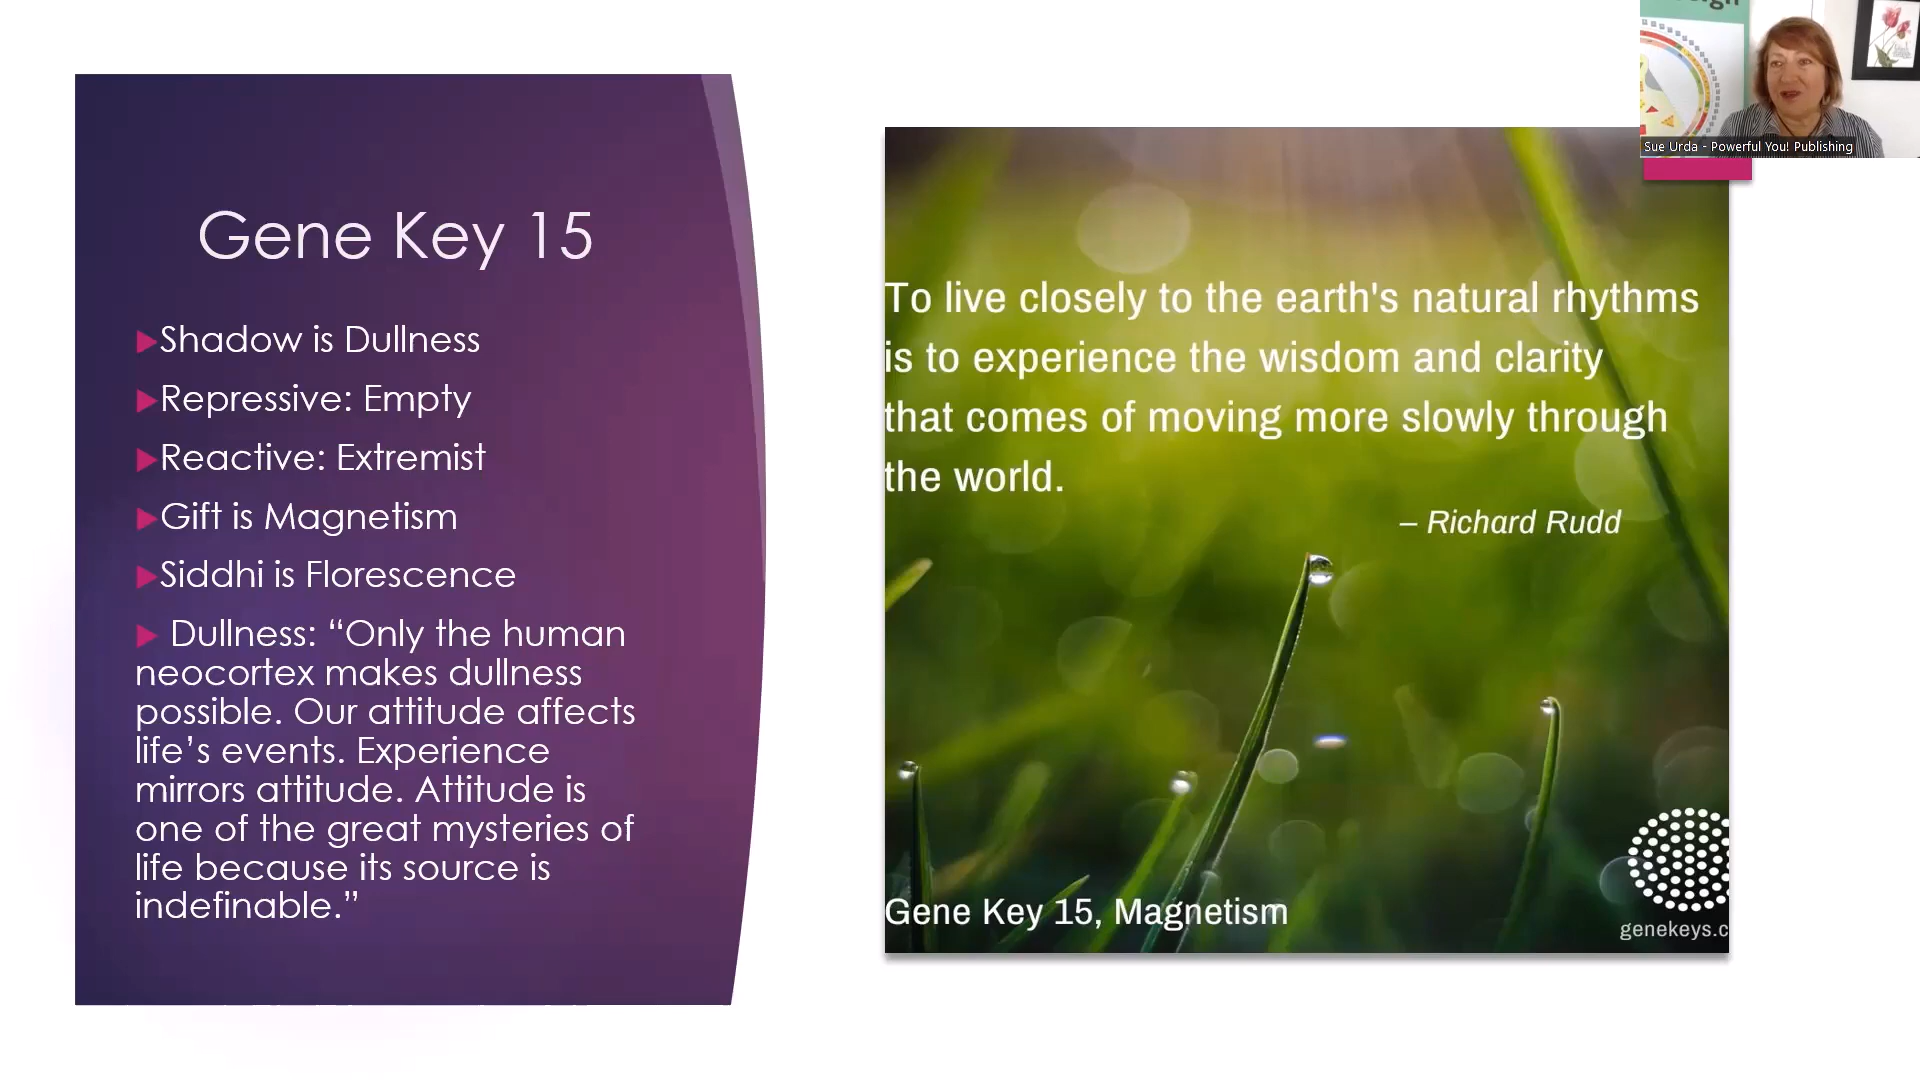 Gene Key 15
Shadow is Dullness
Repressive: Empty
Reactive: Extremist
Gift is Magnetism
Siddhi is Florescence
Dullness: “Only the human
neocortex makes dullness
possible. Our attitude affects
life’s events. Experience
mirrors attitude. Attitude is
one of the great mysteries of
life because its source is
indefinable.”
To live closely to the earth's natural rhythms
is to experience the wisdom and clarity
that comes of moving more slowly through
the world.
– Richard Rudd
Gene Key 15, Magnetism
genekeys.c
Sue Urda - Powerful You! Publishing